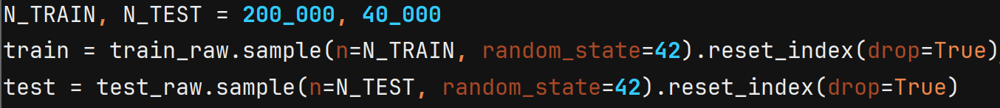 N_TRAIN, N_TEST = 200_000, 40_000
train = train_raw.sample(n=N_TRAIN, random_state=42).reset_index(drop=True)
test = test_raw.sample(n=N_TEST, random_state=42).reset_index(drop=True)